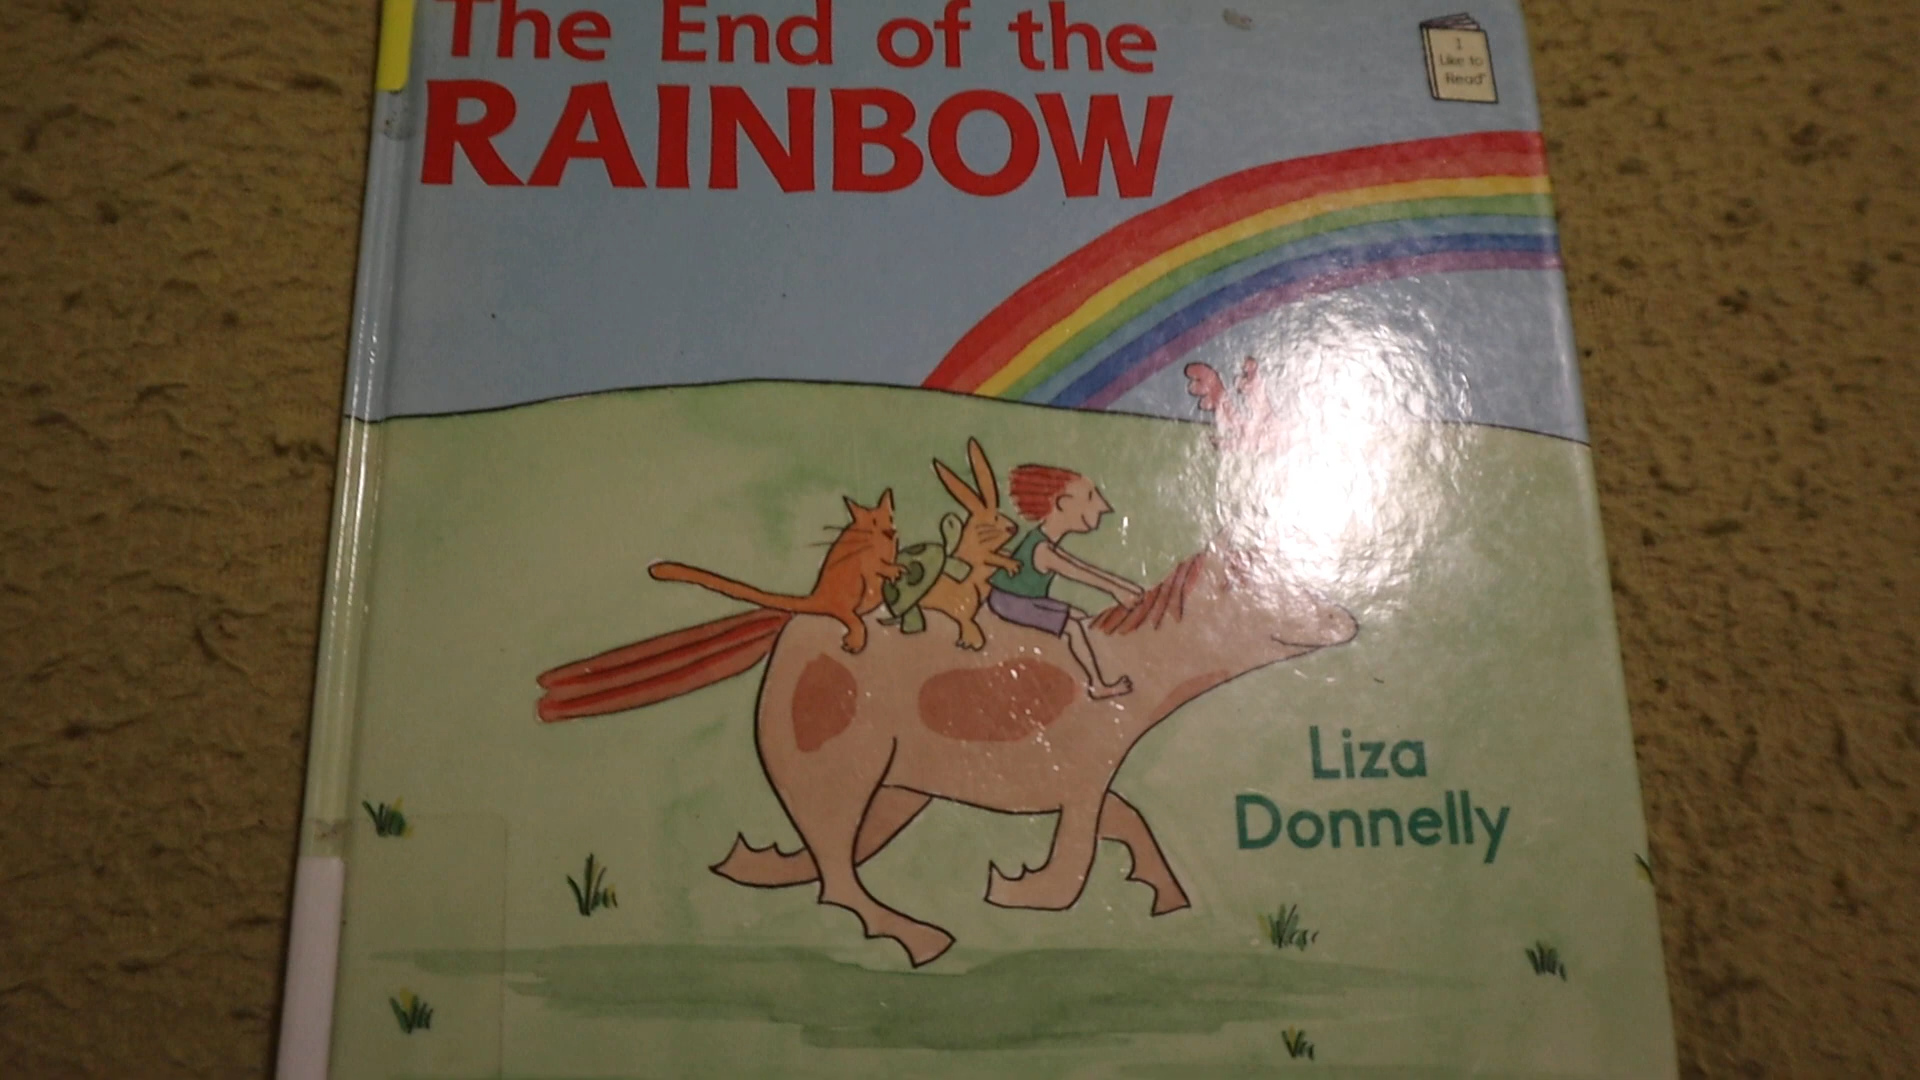 The End of the
RAINBOW
I
Like to
Read®
Liza
Donnelly